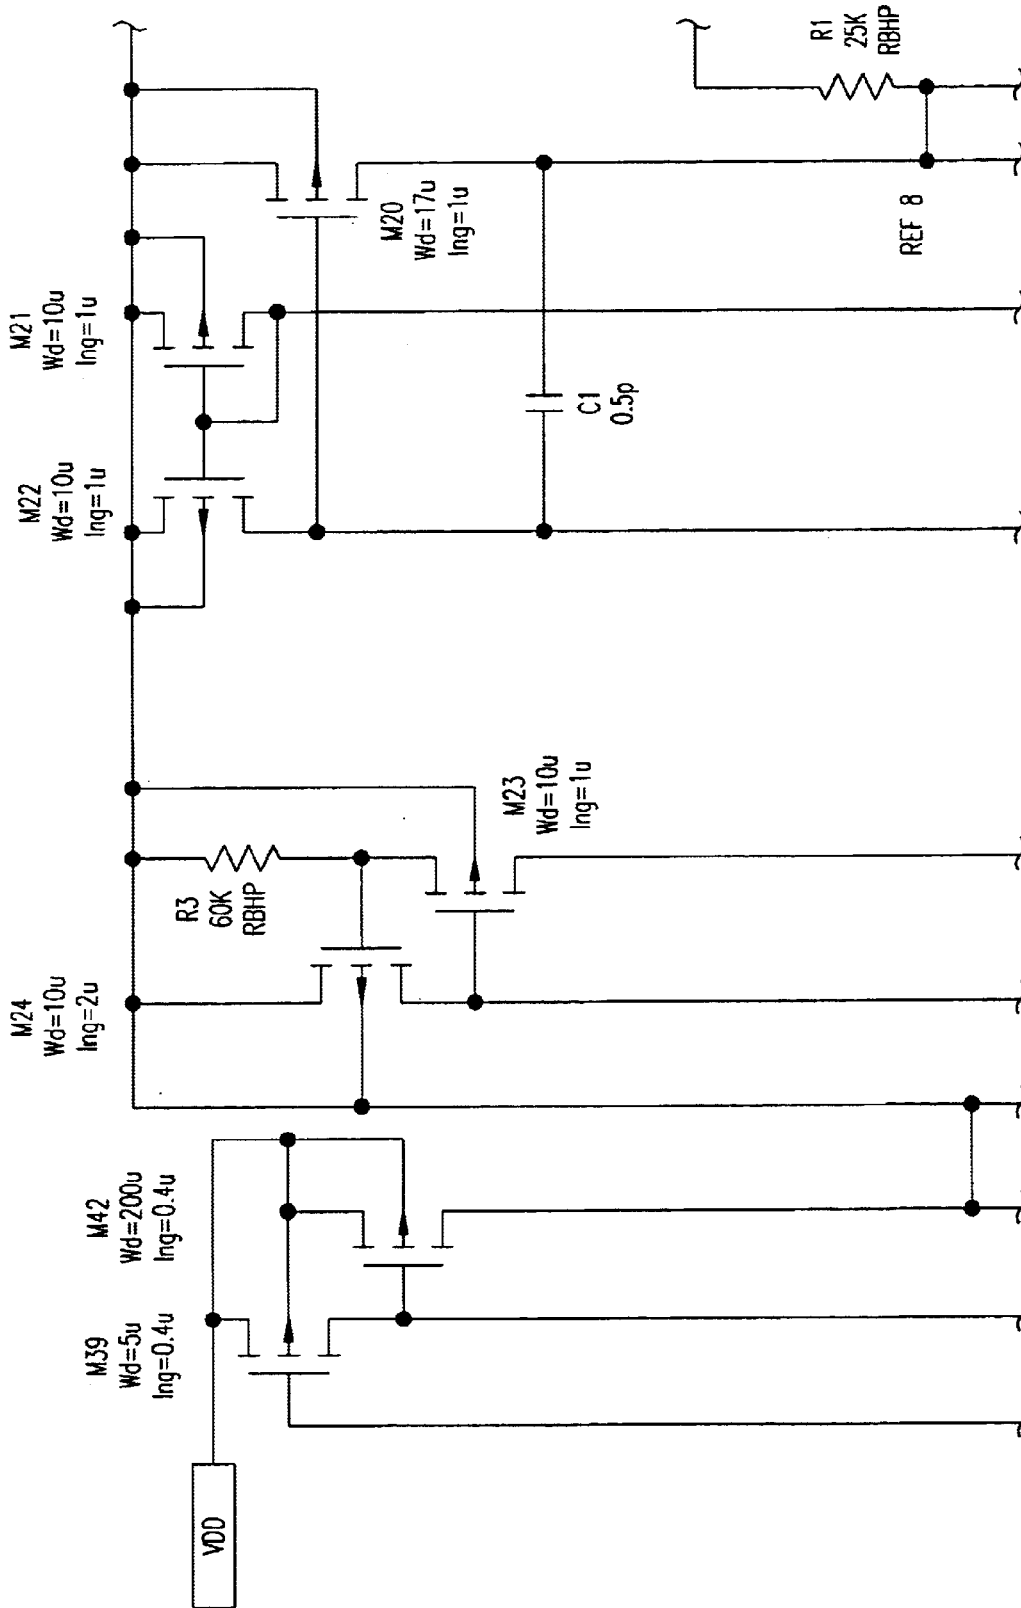 VDD
M39
Wd=5u
lng=0.4u
M42
Wd=200u
lng=0.4u
M24
Wd=10u
lng=2u
R3
60K
RBHP
M23
Wd=10u
lng=1u
M22
Wd=10u
lng=1u
M21
Wd=10u
lng=1u
C1
0.5p
M20
Wd=17u
lng=1u
REF 8
R1
25K
RBHP